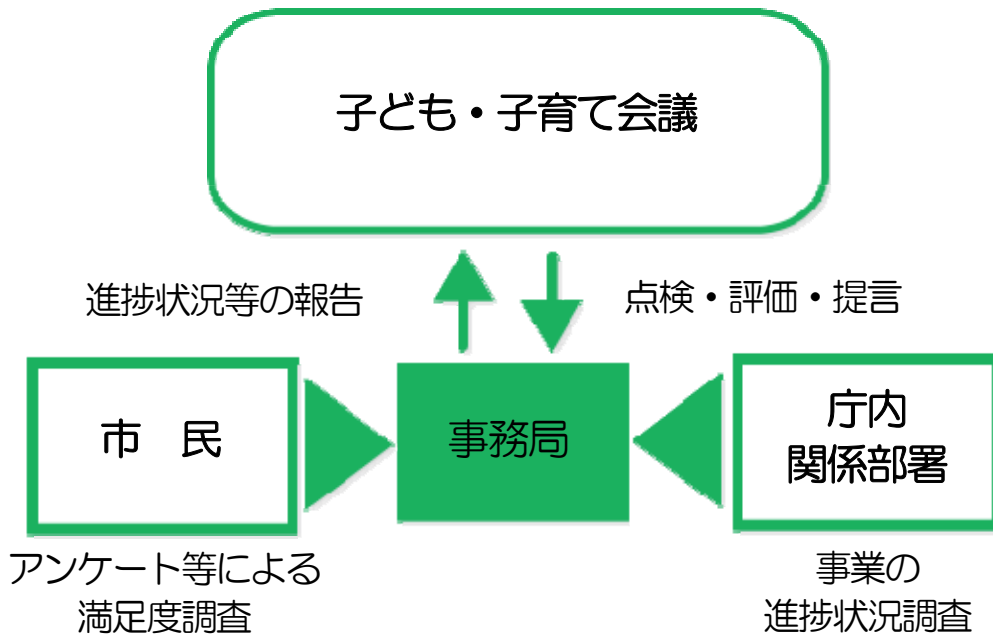 子ども・子育て会議
進捗状況等の報告
点検・評価・提言
市　民
事務局
庁内
関係部署
アンケート等による
満足度調査
事業の
進捗状況調査